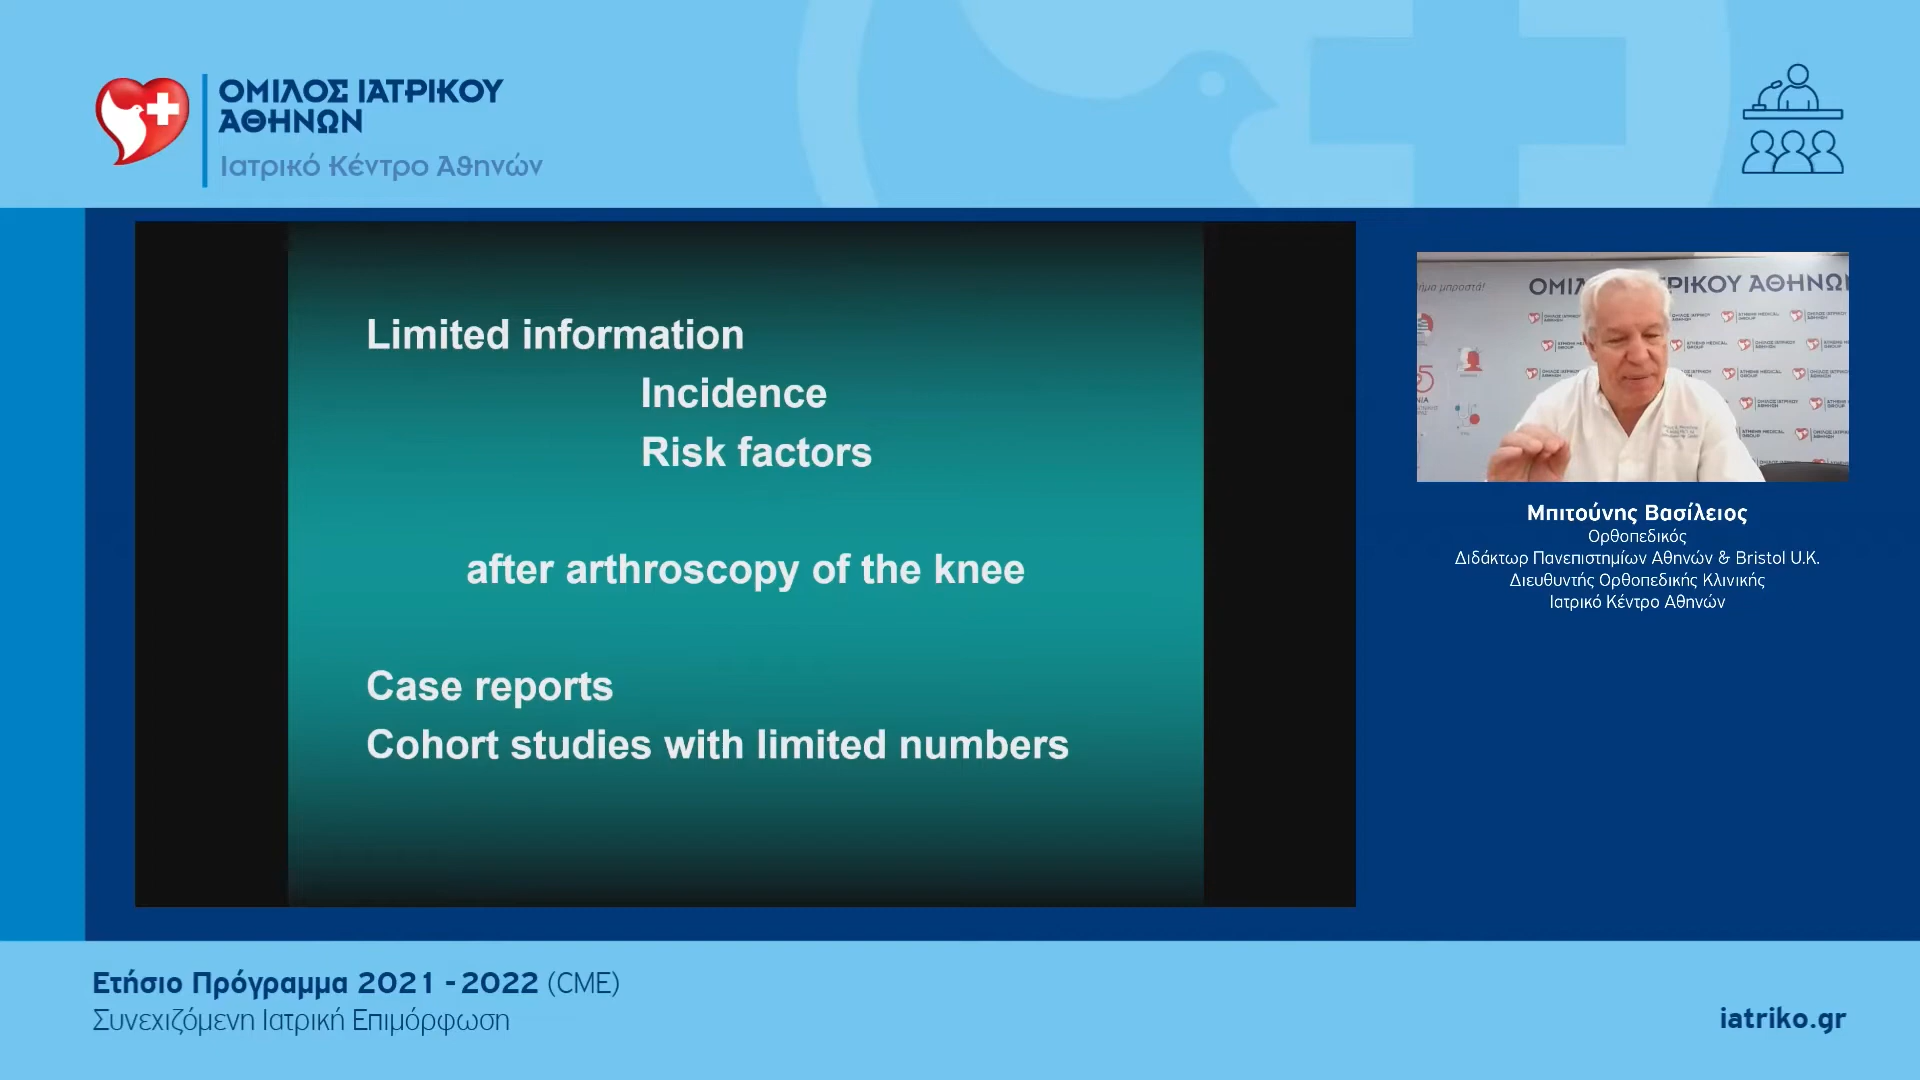 ΟΜΙΛΟΣ ΙΑΤΡΙΚΟΥ
ΑΘΗΝΩΝ
Ιατρικό Κέντρο Αθηνών
Limited information
Incidence
Risk factors
after arthroscopy of the knee
Case reports
Cohort studies with limited numbers
μπροστά!
ΑΘΗΝΩΝ
Μπιτούνης Βασίλειος
Ορθοπεδικός
Διδάκτωρ Πανεπιστημίων Αθηνών & Bristol U.K.
Διευθυντής Ορθοπεδικής Κλινικής
Ιατρικό Κέντρο Αθηνών
Ετήσιο Πρόγραμμα 2021 - 2022 (CME)
Συνεχιζόμενη Ιατρική Επιμόρφωση
iatriko.gr